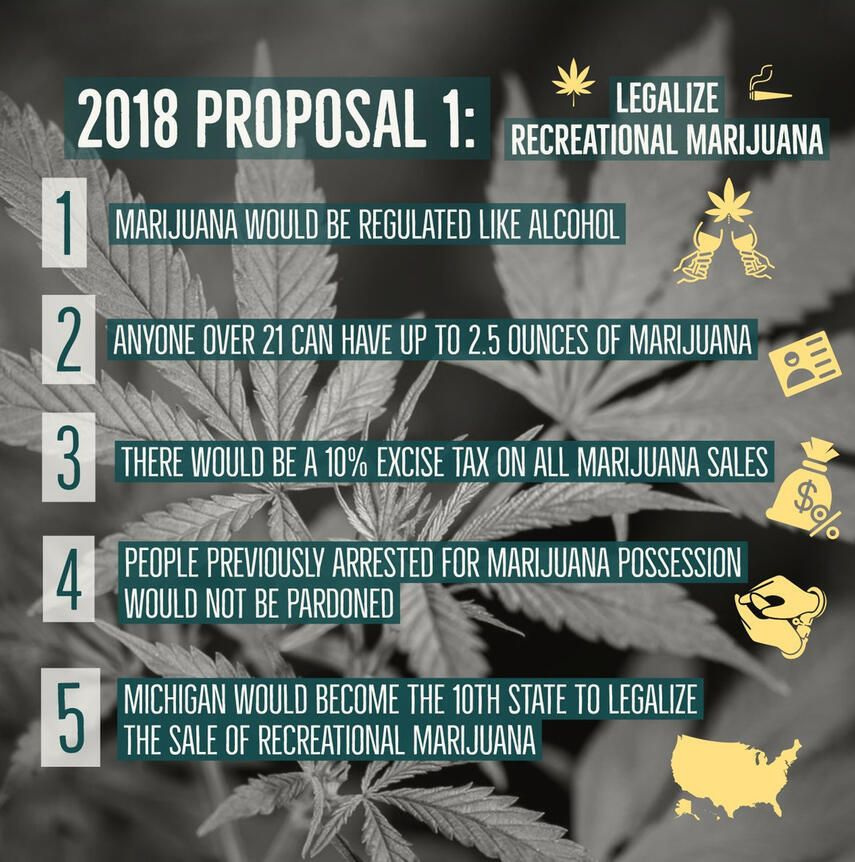 2018 PROPOSAL 1:
LEGALIZE
RECREATIONAL MARIJUANA
1
MARIJUANA WOULD BE REGULATED LIKE ALCOHOL
2
ANYONE OVER 21 CAN HAVE UP TO 2.5 OUNCES OF MARIJUANA
3
THERE WOULD BE A 10% EXCISE TAX ON ALL MARIJUANA SALES
$%
4
PEOPLE PREVIOUSLY ARRESTED FOR MARIJUANA POSSESSION
WOULD NOT BE PARDONED
5
MICHIGAN WOULD BECOME THE 10TH STATE TO LEGALIZE
THE SALE OF RECREATIONAL MARIJUANA